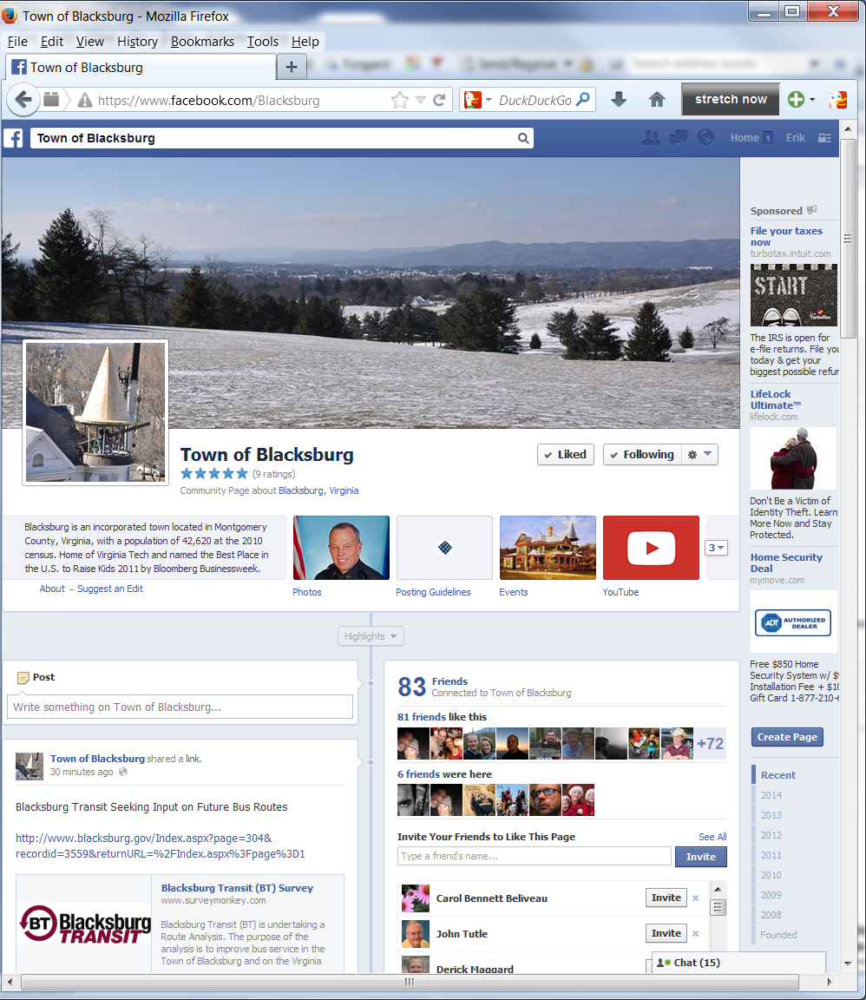 Town of Blacksburg - Mozilla Firefox
File Edit View History Bookmarks Tools Help
Town of Blacksburg
https://www.facebook.com/Blacksburg
DuckDuckGo
stretch now
Town of Blacksburg
Home 1 Erik
Sponsored
File your taxes
now
turbotax.intuit.com
START
TurboTax
The IRS is open for
e-file returns. File you
today & get your
biggest possible refur
LifeLock
Ultimate™
lifelock.com
Don't Be a Victim of
Identity Theft. Learn
More Now and Stay
Protected.
Home Security
Deal
mymove.com
ADT AUTHORIZED
DEALER
Free $850 Home
Security System w/ $9
Installation Fee + $10
Gift Card 1-877-210-6
Create Page
Recent
2014
2013
2012
2011
2010
2009
2008
Founded
Town of Blacksburg
(9 ratings)
Community Page about Blacksburg, Virginia
Liked
Following
Blacksburg is an incorporated town located in Montgomery
County, Virginia, with a population of 42,620 at the 2010
census. Home of Virginia Tech and named the Best Place in
the U.S. to Raise Kids 2011 by Bloomberg Businessweek.
About – Suggest an Edit
Photos
Posting Guidelines
Events
YouTube
3
Highlights
Post
Write something on Town of Blacksburg...
Town of Blacksburg shared a link.
30 minutes ago
Blacksburg Transit Seeking Input on Future Bus Routes
http://www.blacksburg.gov/Index.aspx?page=304&
recordid=3559&returnURL=%2FIndex.aspx%3Fpage%3D1
BT Blacksburg
TRANSIT
Blacksburg Transit (BT) Survey
www.surveymonkey.com
Blacksburg Transit (BT) is undertaking a
Route Analysis. The purpose of the
analysis is to improve bus service in the
Town of Blacksburg and on the Virginia
83 Friends
Connected to Town of Blacksburg
81 friends like this
+72
6 friends were here
Invite Your Friends to Like This Page
See All
Type a friend's name...
Invite
Carol Bennett Beliveau
Invite
John Tutle
Invite
Derick Maggard
Chat (15)